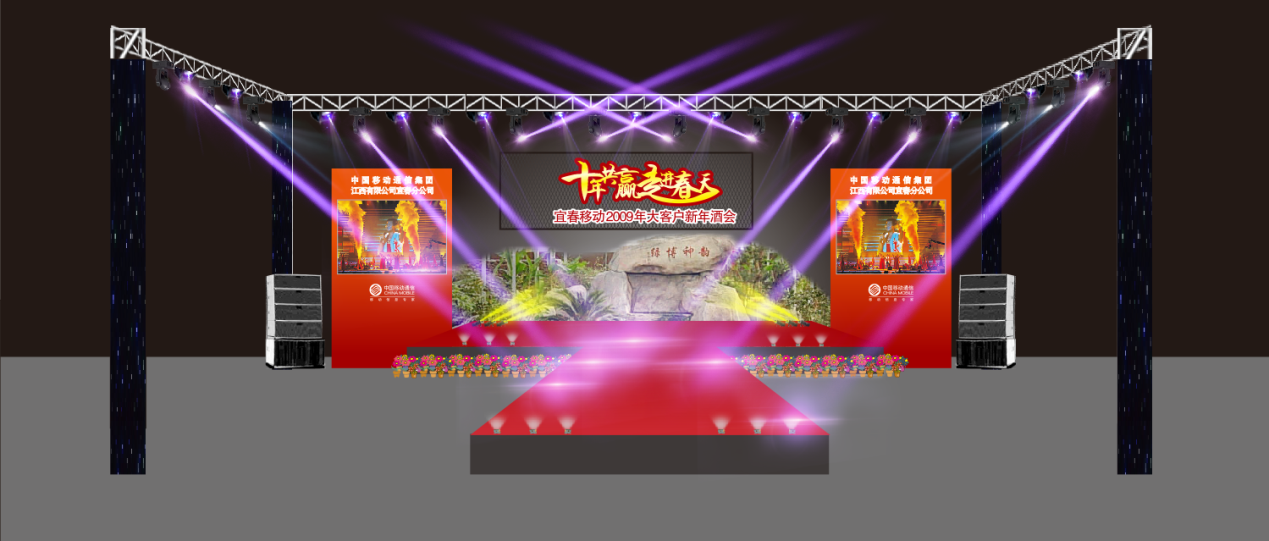 十年共赢 走进春天
宜春移动2009年大客户新年酒会
中国移动通信集团
江西有限公司宜春分公司
中国移动通信
CHINA MOBILE
中国移动通信集团
江西有限公司宜春分公司
中国移动通信
CHINA MOBILE